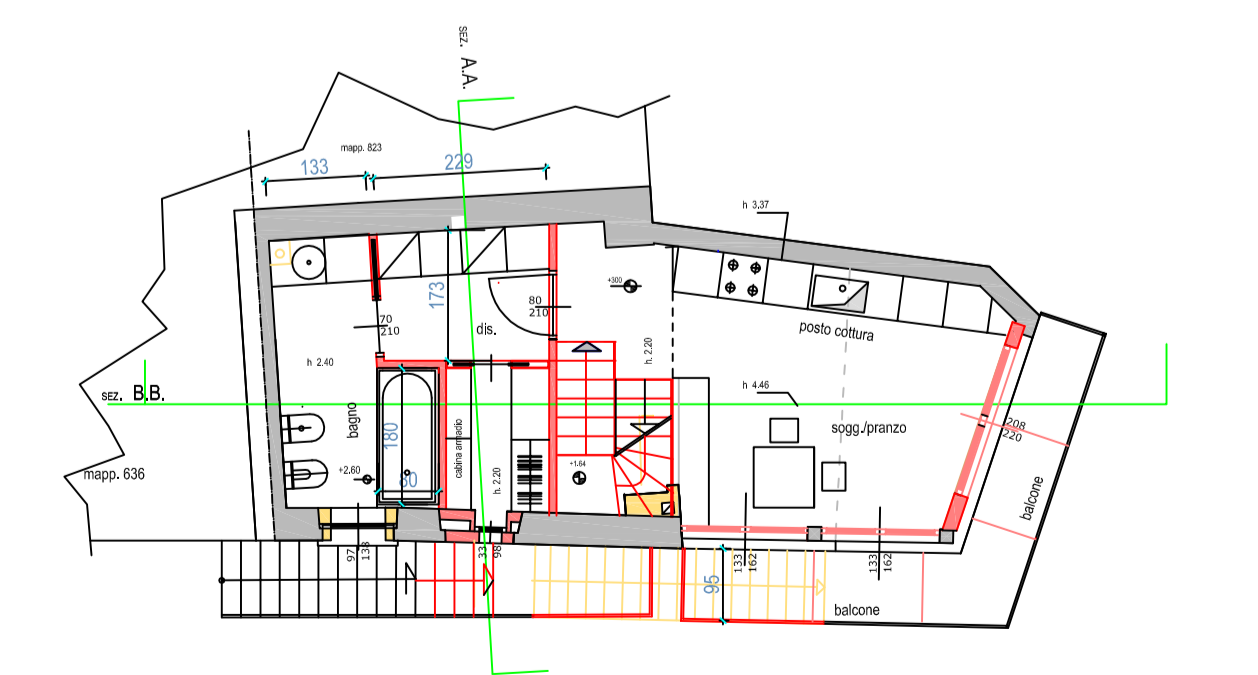 sez. A.A.
mapp. 823
133
229
h 3,37
+300
80
210
173
70
210
dis.
posto cottura
h 2.20
h 2.40
h 4.46
sez. B.B.
208
220
bagno
180
cabina armadio
sogg./pranzo
mapp. 636
+2.60
80
h. 2.20
+1.64
balcone
97
138
33
98
133
162
133
162
95
balcone